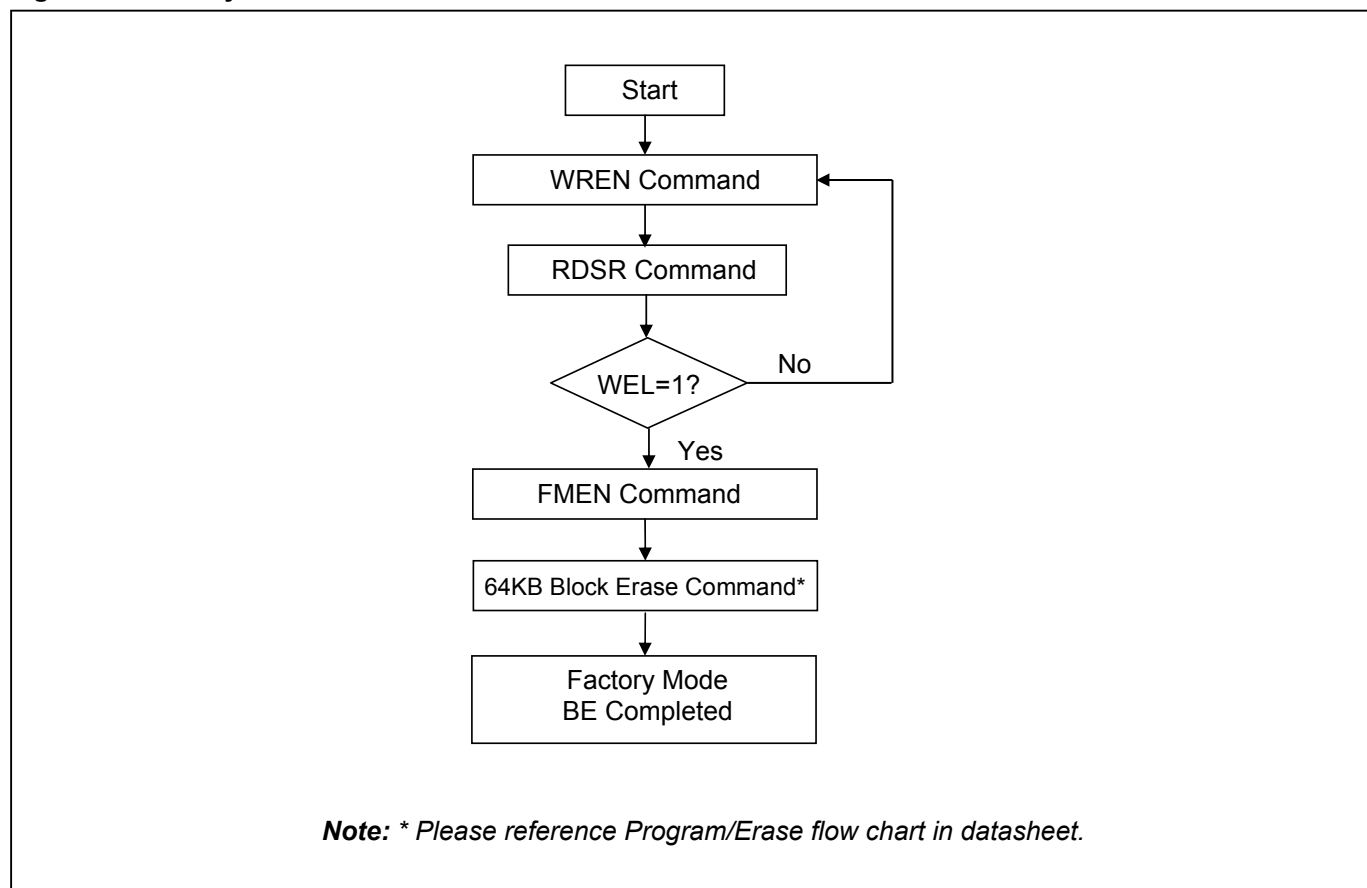 Start
WREN Command
RDSR Command
WEL=1?
No
Yes
FMEN Command
64KB Block Erase Command*
Factory Mode
BE Completed
Note: * Please reference Program/Erase flow chart in datasheet.